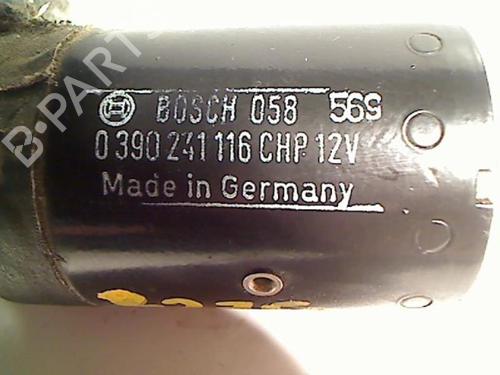 B-PARTS
BOSCH 058 569
0 390 241 116 CHP 12V
Made in Germany